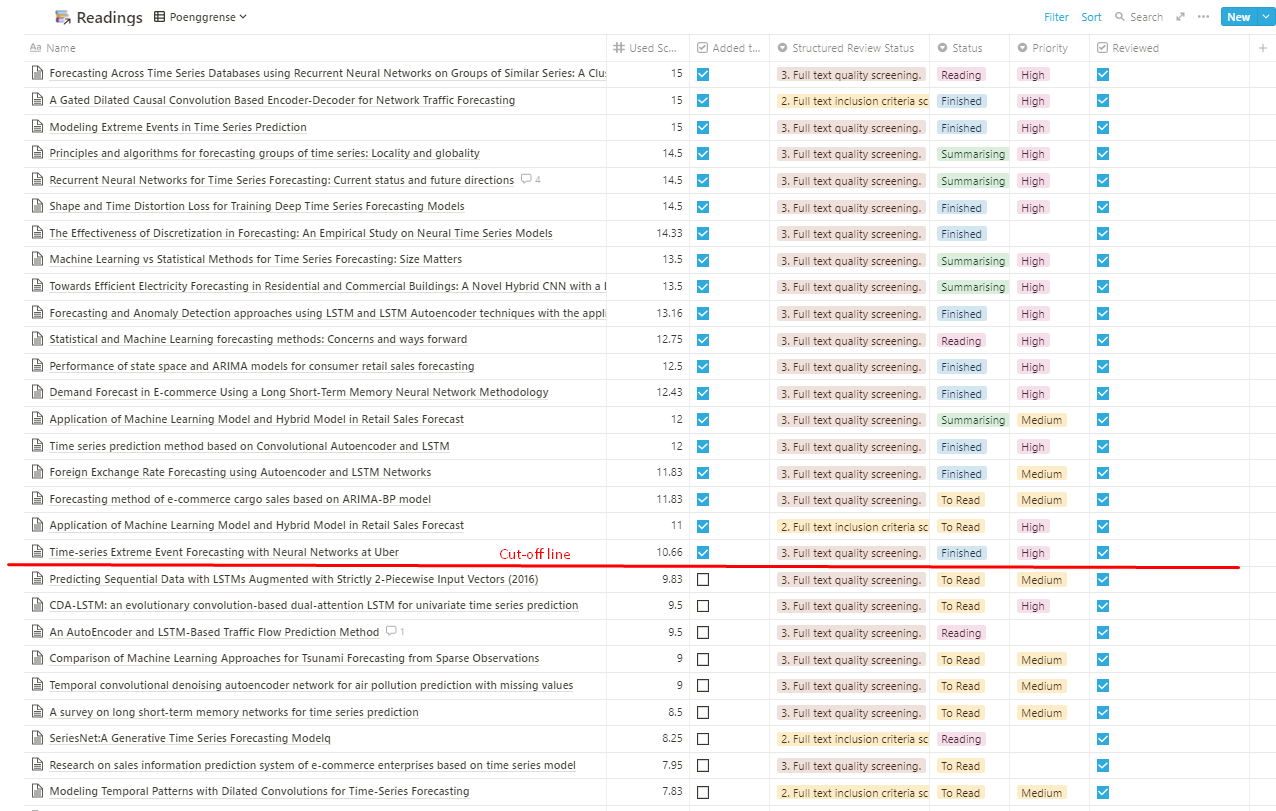 Readings Poenggrense Filter Sort Search ... New
Aa Name # Used Sc... Added t... Structured Review Status Status Priority Reviewed +
Forecasting Across Time Series Databases using Recurrent Neural Networks on Groups of Similar Series: A Clus 15 3. Full text quality screening. Reading High
A Gated Dilated Causal Convolution Based Encoder-Decoder for Network Traffic Forecasting 15 2. Full text inclusion criteria sc Finished High
Modeling Extreme Events in Time Series Prediction 15 3. Full text quality screening. Finished High
Principles and algorithms for forecasting groups of time series: Locality and globality 14.5 3. Full text quality screening. Summarising High
Recurrent Neural Networks for Time Series Forecasting: Current status and future directions 4 14.5 3. Full text quality screening. Summarising High
Shape and Time Distortion Loss for Training Deep Time Series Forecasting Models 14.5 3. Full text quality screening. Finished High
The Effectiveness of Discretization in Forecasting: An Empirical Study on Neural Time Series Models 14.33 3. Full text quality screening. Finished
Machine Learning vs Statistical Methods for Time Series Forecasting: Size Matters 13.5 3. Full text quality screening. Summarising High
Towards Efficient Electricity Forecasting in Residential and Commercial Buildings: A Novel Hybrid CNN with a 13.5 3. Full text quality screening. Summarising High
Forecasting and Anomaly Detection approaches using LSTM and LSTM Autoencoder techniques with the appli 13.16 3. Full text quality screening. Finished High
Statistical and Machine Learning forecasting methods: Concerns and ways forward 12.75 3. Full text quality screening. Reading High
Performance of state space and ARIMA models for consumer retail sales forecasting 12.5 3. Full text quality screening. Finished High
Demand Forecast in E-commerce Using a Long Short-Term Memory Neural Network Methodology 12.43 3. Full text quality screening. Finished High
Application of Machine Learning Model and Hybrid Model in Retail Sales Forecast 12 3. Full text quality screening. Summarising Medium
Time series prediction method based on Convolutional Autoencoder and LSTM 12 3. Full text quality screening. Finished High
Foreign Exchange Rate Forecasting using Autoencoder and LSTM Networks 11.83 3. Full text quality screening. Finished Medium
Forecasting method of e-commerce cargo sales based on ARIMA-BP model 11.83 3. Full text quality screening. To Read Medium
Application of Machine Learning Model and Hybrid Model in Retail Sales Forecast 11 2. Full text inclusion criteria sc To Read High
Time-series Extreme Event Forecasting with Neural Networks at Uber Cut-off line 10.66 3. Full text quality screening. Finished High
Predicting Sequential Data with LSTMs Augmented with Strictly 2-Piecewise Input Vectors (2016) 9.83 3. Full text quality screening. To Read Medium
CDA-LSTM: an evolutionary convolution-based dual-attention LSTM for univariate time series prediction 9.5 3. Full text quality screening. To Read High
An AutoEncoder and LSTM-Based Traffic Flow Prediction Method 1 9.5 3. Full text quality screening. Reading
Comparison of Machine Learning Approaches for Tsunami Forecasting from Sparse Observations 9 3. Full text quality screening. To Read Medium
Temporal convolutional denoising autoencoder network for air pollution prediction with missing values 9 3. Full text quality screening. To Read Medium
A survey on long short-term memory networks for time series prediction 8.5 3. Full text quality screening. To Read Medium
SeriesNet:A Generative Time Series Forecasting Modelq 8.25 2. Full text inclusion criteria sc Reading
Research on sales information prediction system of e-commerce enterprises based on time series model 7.95 3. Full text quality screening. To Read
Modeling Temporal Patterns with Dilated Convolutions for Time-Series Forecasting 7.83 2. Full text inclusion criteria sc To Read Medium